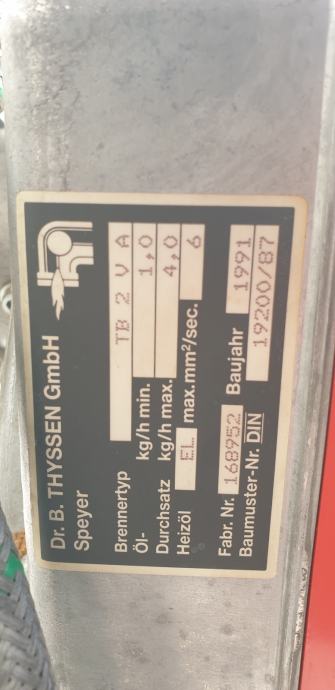 Dr. B. THYSSEN GmbH
Speyer
Brennertyp TB 2 V A
Öl- kg/h min. 1,0
Durchsatz kg/h max. 4,0
Heizöl EL max.mm²/sec. 6
Fabr. Nr. 168952 Baujahr 1991
Baumuster-Nr. DIN 19200/87